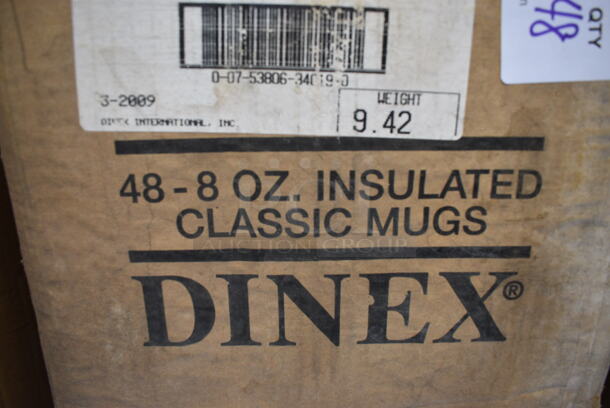 QTY
48
0-07-53806-34019-0
3-2009
WEIGHT
DINEX INTERNATIONAL, INC
9.42
48 - 8 OZ. INSULATED
CLASSIC MUGS
AUCTION GROUP
DINEX®